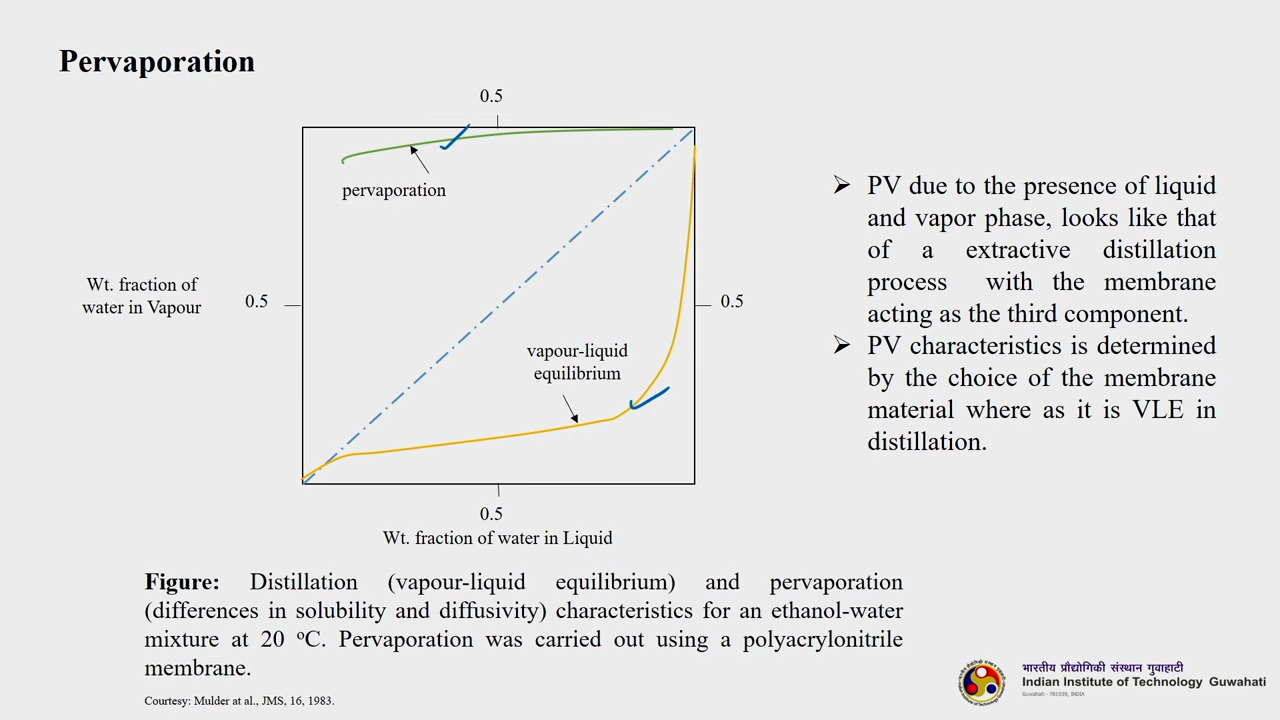 Pervaporation
0.5
pervaporation
Wt. fraction of
water in Vapour
0.5
0.5
vapour-liquid
equilibrium
0.5
Wt. fraction of water in Liquid
Figure: Distillation (vapour-liquid equilibrium) and pervaporation
(differences in solubility and diffusivity) characteristics for an ethanol-water
mixture at 20 ºC. Pervaporation was carried out using a polyacrylonitrile
membrane.
Courtesy: Mulder at al., JMS, 16, 1983.
➢ PV due to the presence of liquid
and vapor phase, looks like that
of a extractive distillation
process with the membrane
acting as the third component.
➢ PV characteristics is determined
by the choice of the membrane
material where as it is VLE in
distillation.
भारतीय प्रौद्योगिकी संस्थान गुवाहाटी
Indian Institute of Technology Guwahati
Guwahati - 781039, INDIA